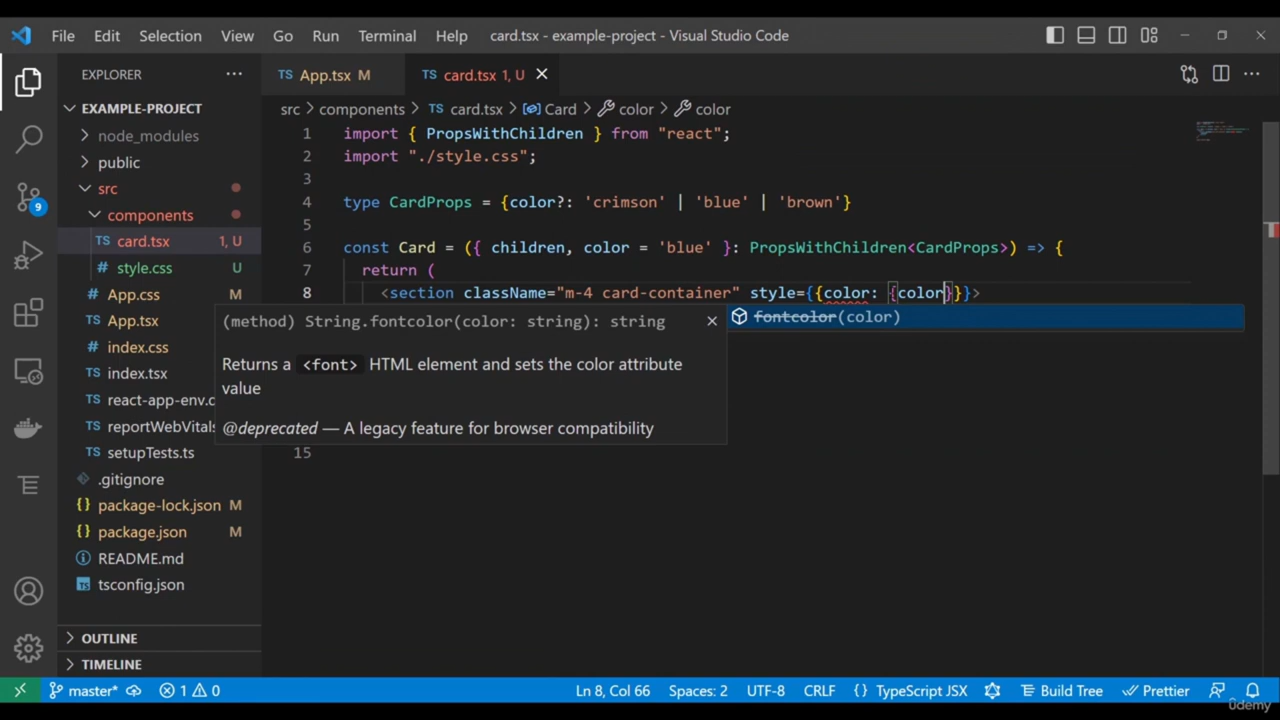 File Edit Selection View Go Run Terminal Help card.tsx - example-project - Visual Studio Code
EXPLORER
TS App.tsx M
TS card.tsx 1, U
EXAMPLE-PROJECT
node_modules
public
src
components
TS card.tsx 1, U
# style.css U
# App.css M
TS App.tsx M
# index.css M
TS index.tsx M
TS react-app-env.
TS reportWebVitals
TS setupTests.ts
.gitignore
{} package-lock.json M
{} package.json M
README.md
tsconfig.json
OUTLINE
TIMELINE
9
src > components > TS card.tsx > Card > color > color
1 import { PropsWithChildren } from "react";
2 import "./style.css";
3
4 type CardProps = {color?: 'crimson' | 'blue' | 'brown'}
5
6 const Card = ({ children, color = 'blue' }: PropsWithChildren<CardProps>) => {
7 return (
8 <section className="m-4 card-container" style={{color: {color}}}>
fontcolor(color)
(method) String.fontcolor(color: string): string
Returns a <font> HTML element and sets the color attribute
value
@deprecated — A legacy feature for browser compatibility
15
master* 1 0 Ln 8, Col 66 Spaces: 2 UTF-8 CRLF {} TypeScript JSX Build Tree Prettier
ûdemy